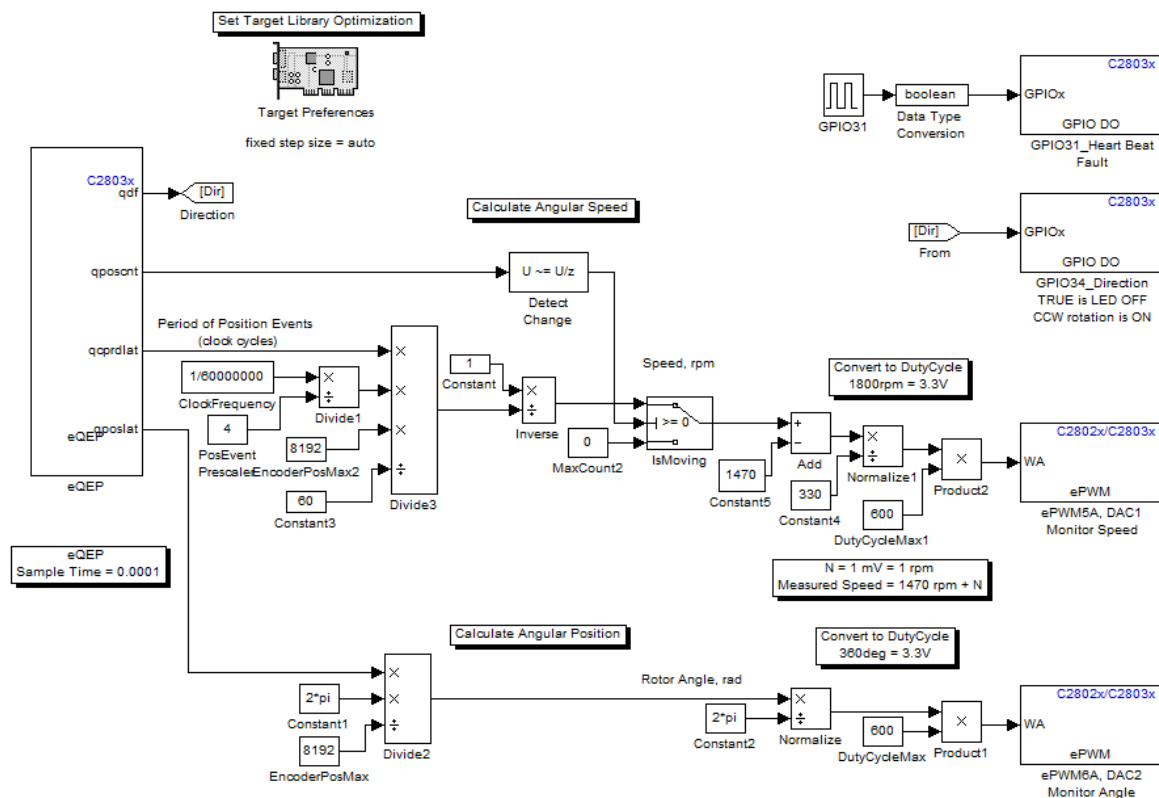 Set Target Library Optimization
Target Preferences
fixed step size = auto
C2803x
qdf
qposcnt
qcprdlat
qposlat
eQEP
eQEP
[Dir]
Direction
GPIO31
boolean
Data Type
Conversion
C2803x
GPIOx
GPIO DO
GPIO31_Heart Beat
Fault
[Dir]
From
C2803x
GPIOx
GPIO DO
GPIO34_Direction
TRUE is LED OFF
CCW rotation is ON
Calculate Angular Speed
U ~= U/z
Detect
Change
Period of Position Events
(clock cycles)
1/60000000
ClockFrequency
×
÷
Divide1
4
PosEvent
Prescaler
8192
EncoderPosMax2
60
Constant3
×
×
×
÷
Divide3
1
Constant
×
÷
Inverse
Speed, rpm
0
MaxCount2
>= 0
IsMoving
Convert to DutyCycle
1800rpm = 3.3V
+
−
Add
1470
Constant5
330
Constant4
×
÷
Normalize1
600
DutyCycleMax1
×
Product2
C2802x/C2803x
WA
ePWM
ePWM5A, DAC1
Monitor Speed
N = 1 mV = 1 rpm
Measured Speed = 1470 rpm + N
eQEP
Sample Time = 0.0001
Calculate Angular Position
2*pi
Constant1
8192
EncoderPosMax
×
×
÷
Divide2
Rotor Angle, rad
2*pi
Constant2
Convert to DutyCycle
360deg = 3.3V
×
÷
Normalize
600
DutyCycleMax
×
Product1
C2802x/C2803x
WA
ePWM
ePWM6A, DAC2
Monitor Angle